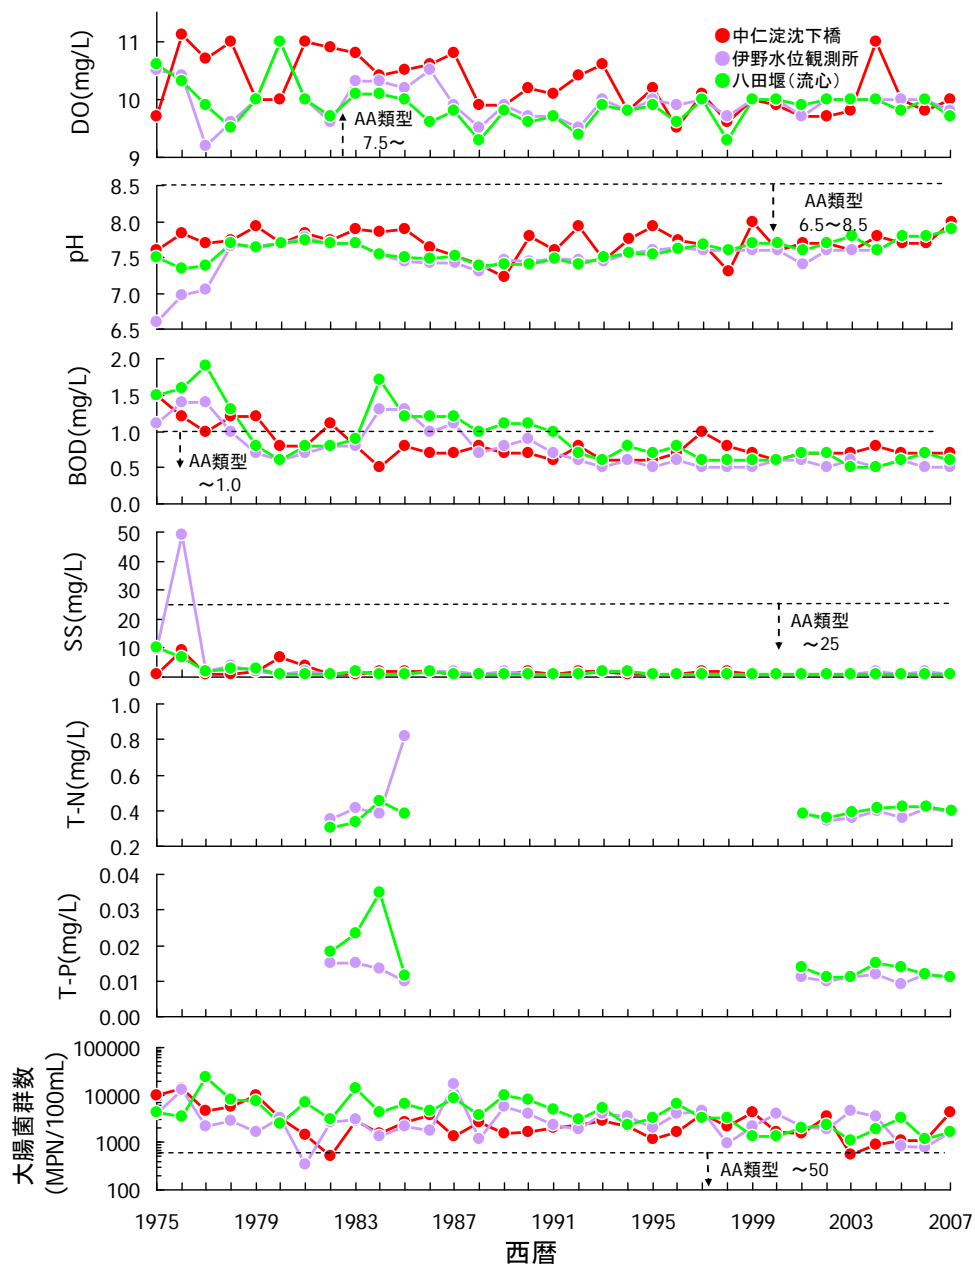 DO(mg/L)
11
10
9
中仁淀沈下橋
伊野水位観測所
八田堰(流心)
AA類型
7.5～
pH
8.5
8.0
7.5
7.0
6.5
AA類型
6.5～8.5
BOD(mg/L)
2.0
1.5
1.0
0.5
0.0
AA類型
～1.0
SS(mg/L)
50
40
30
20
10
0
AA類型
～25
T-N(mg/L)
1.0
0.8
0.6
0.4
0.2
T-P(mg/L)
0.04
0.03
0.02
0.01
0.00
大腸菌群数
(MPN/100mL)
100000
10000
1000
100
AA類型 ～50
1975 1979 1983 1987 1991 1995 1999 2003 2007
西暦